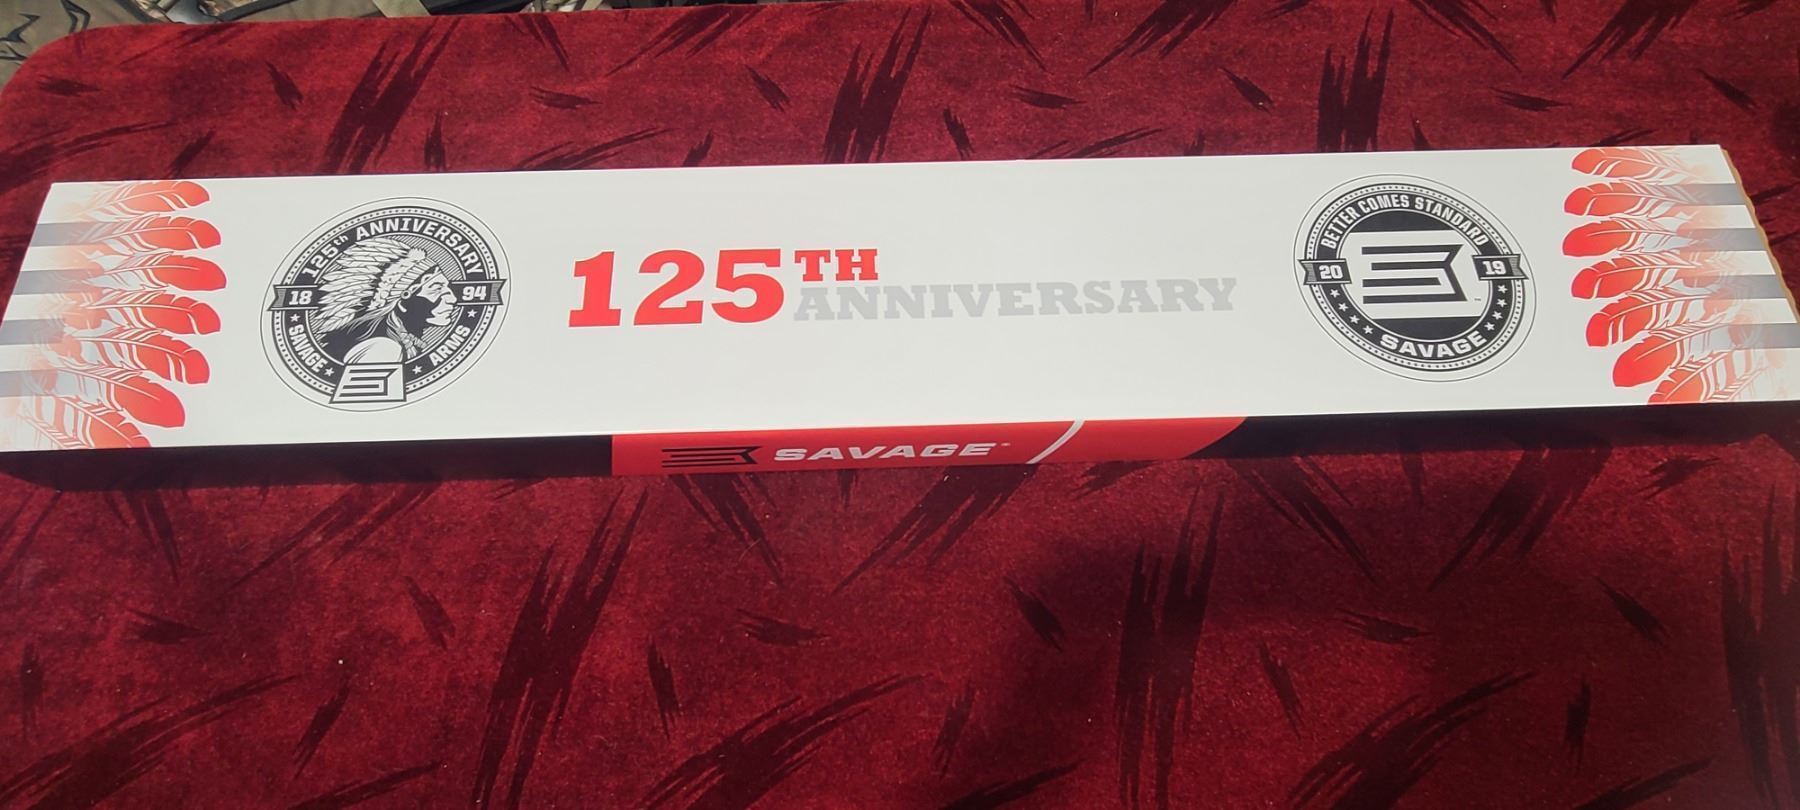 125th ANNIVERSARY
18 94
SAVAGE ARMS
125TH
ANNIVERSARY
BETTER COMES STANDARD
20 19
SAVAGE
SAVAGE